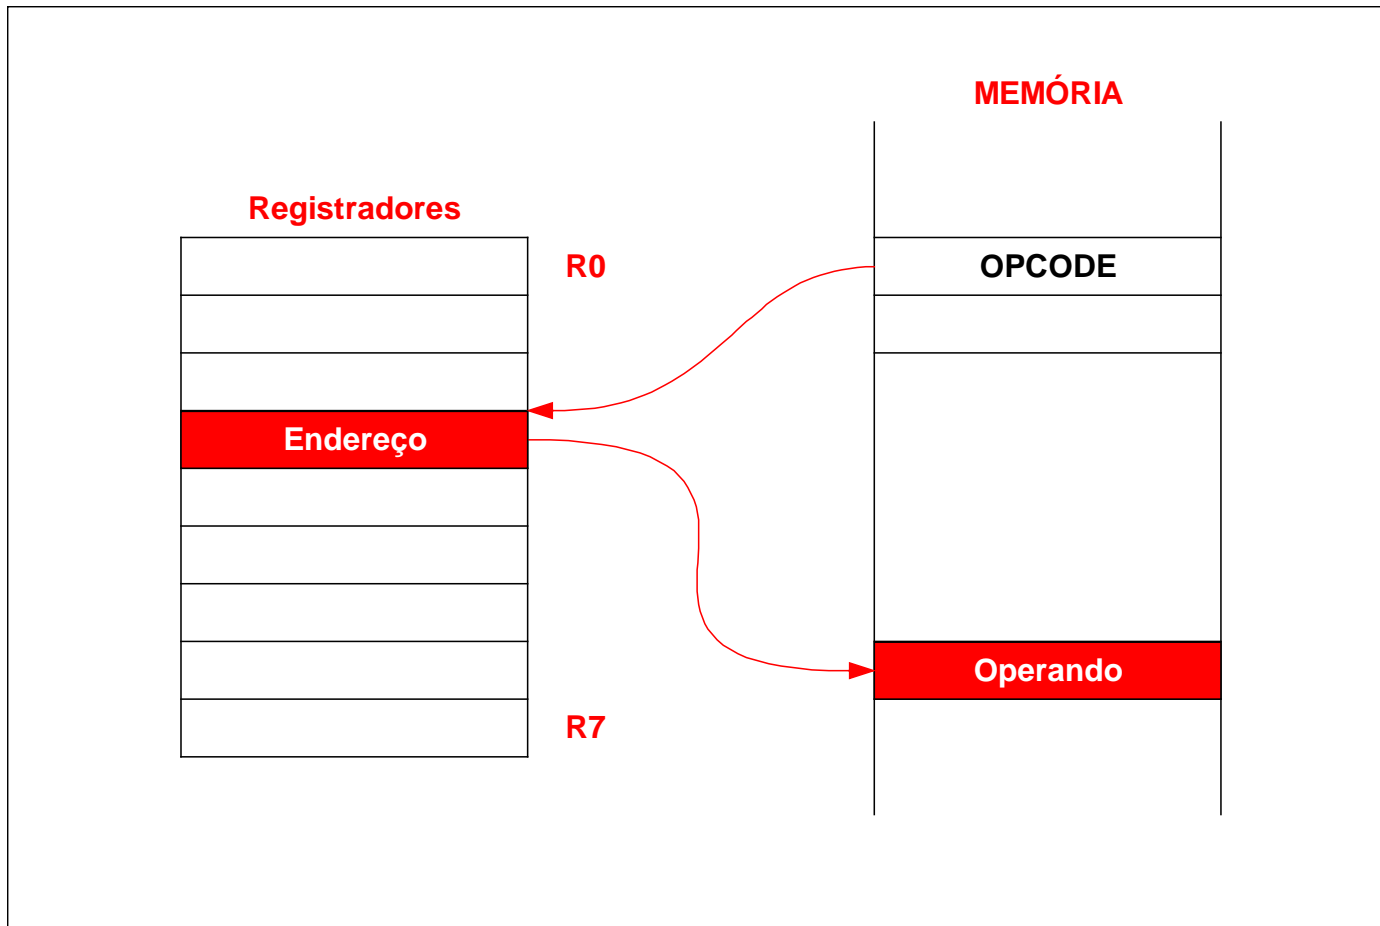 MEMÓRIA
Registradores
R0
OPCODE
Endereço
Operando
R7